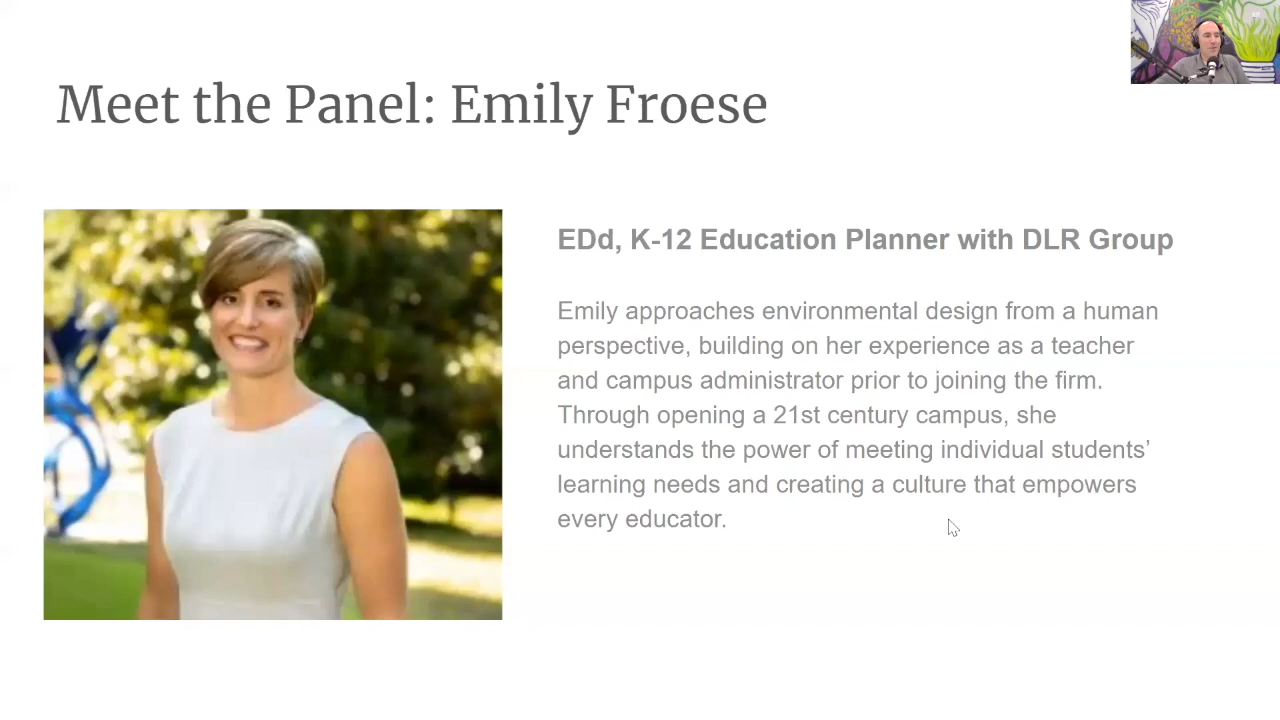 Meet the Panel: Emily Froese
EDd, K-12 Education Planner with DLR Group
Emily approaches environmental design from a human
perspective, building on her experience as a teacher
and campus administrator prior to joining the firm.
Through opening a 21st century campus, she
understands the power of meeting individual students’
learning needs and creating a culture that empowers
every educator.